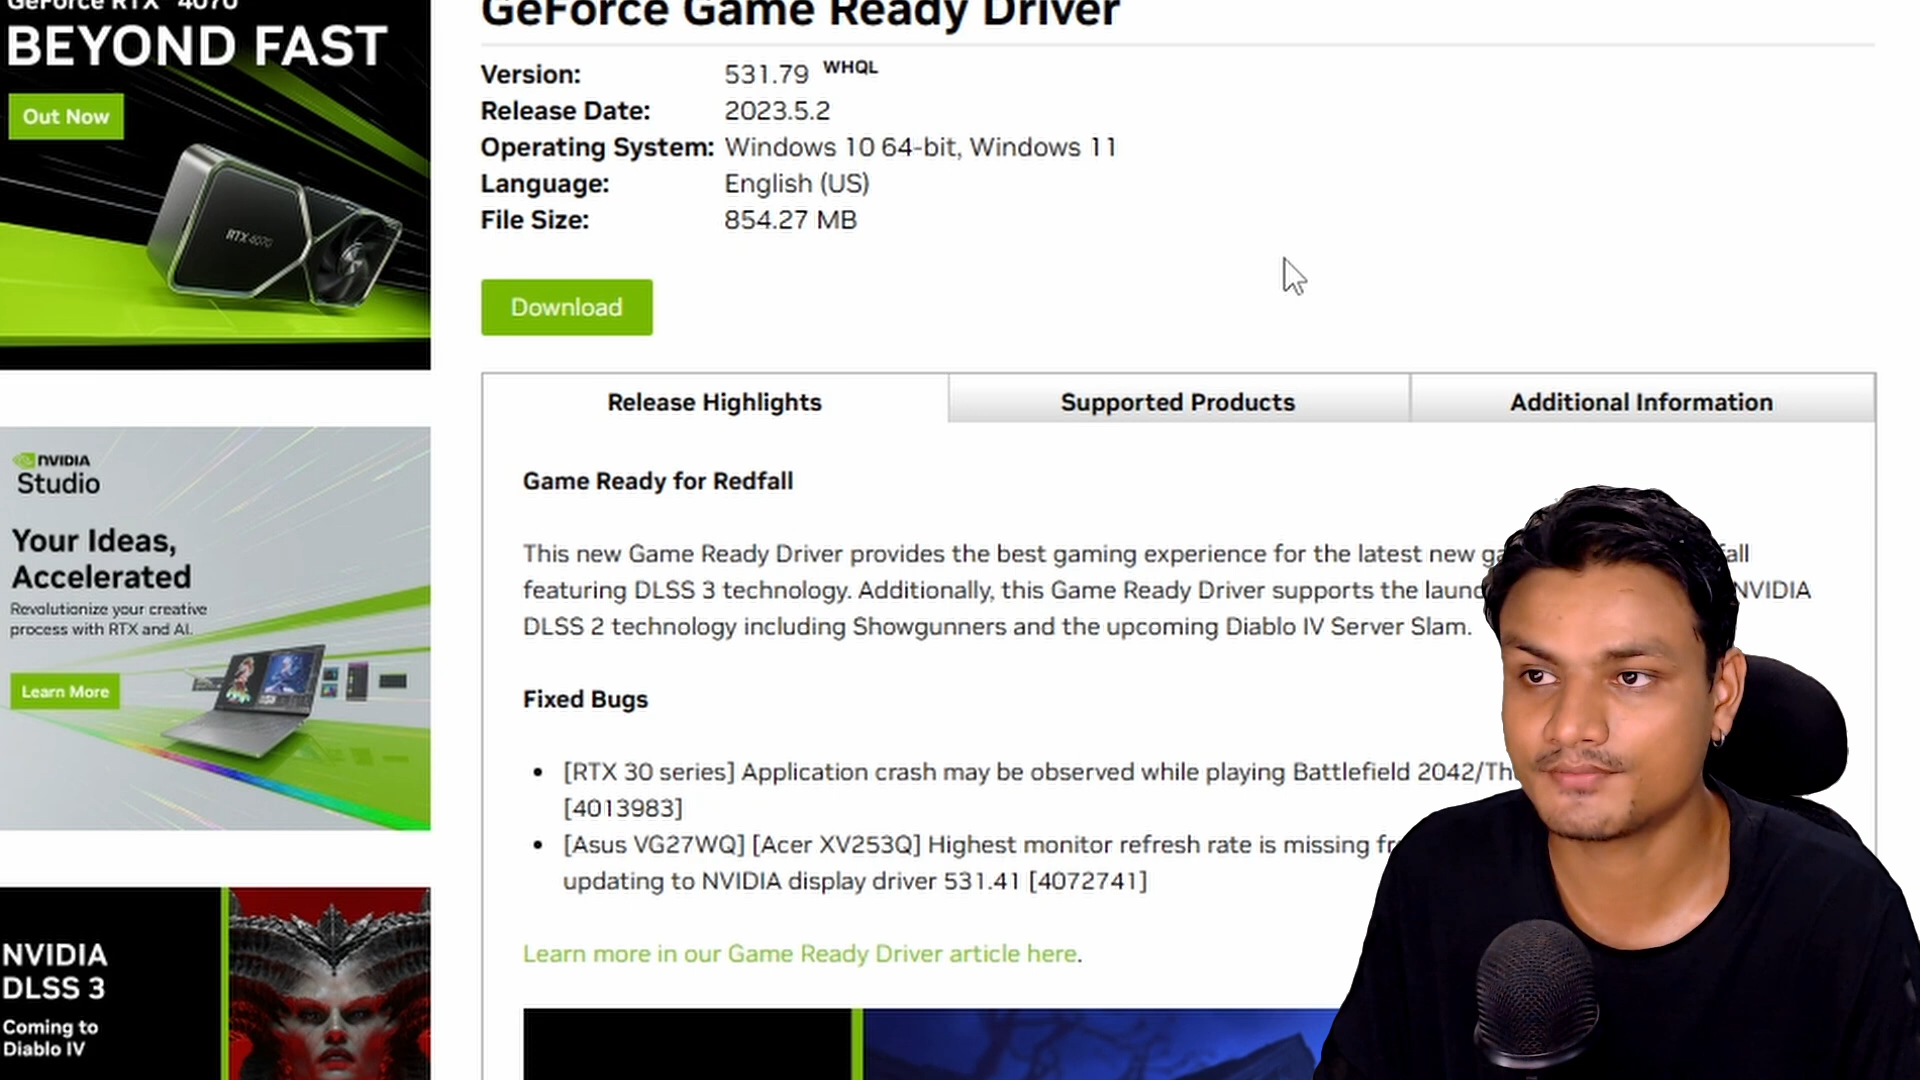 GeForce RTX 4070
BEYOND FAST
Out Now
RTX 4070
NVIDIA
Studio
Your Ideas,
Accelerated
Revolutionize your creative
process with RTX and AI.
Learn More
NVIDIA
DLSS 3
Coming to
Diablo IV
GeForce Game Ready Driver
Version: 531.79 WHQL
Release Date: 2023.5.2
Operating System: Windows 10 64-bit, Windows 11
Language: English (US)
File Size: 854.27 MB
Download
Release Highlights Supported Products Additional Information
Game Ready for Redfall
This new Game Ready Driver provides the best gaming experience for the latest new
featuring DLSS 3 technology. Additionally, this Game Ready Driver supports the NVIDIA
DLSS 2 technology including Showgunners and the upcoming Diablo IV Server Slam.
Fixed Bugs
• [RTX 30 series] Application crash may be observed while playing Battlefield 2042/
[4013983]
• [Asus VG27WQ] [Acer XV253Q] Highest monitor refresh rate is missing
updating to NVIDIA display driver 531.41 [4072741]
Learn more in our Game Ready Driver article here.